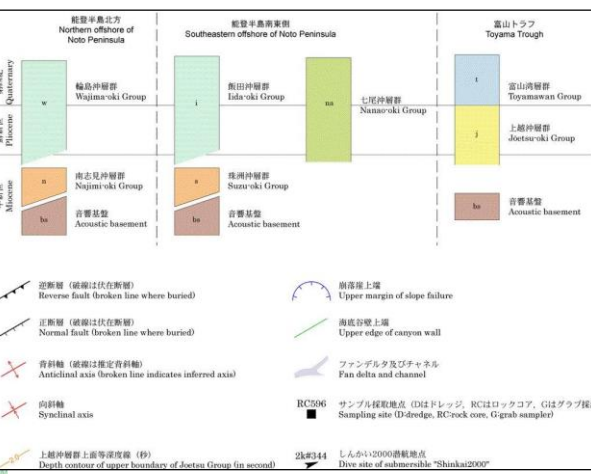 能登半島北方
Northern offshore of
Noto Peninsula
能登半島南東側
Southeastern offshore of Noto Peninsula
富山トラフ
Toyama Trough
Quaternary
Pliocene
Miocene
w
輪島沖層群
Wajima-oki Group
n
南志見沖層群
Najimi-oki Group
ba
音響基盤
Acoustic basement
i
飯田沖層群
Iida-oki Group
s
珠洲沖層群
Suzu-oki Group
ba
音響基盤
Acoustic basement
na
七尾沖層群
Nanao-oki Group
t
富山湾層群
Toyamawan Group
j
上越沖層群
Jōetsu-oki Group
ba
音響基盤
Acoustic basement
逆断層（破線は伏在断層）
Reverse fault (broken line where buried)
正断層（破線は伏在断層）
Normal fault (broken line where buried)
背斜軸（破線は推定背斜軸）
Anticlinal axis (broken line indicates inferred axis)
向斜軸
Synclinal axis
2.0
上越沖層群上面等深度線（秒）
Depth contour of upper boundary of Joetsu Group (in second)
崩落崖上端
Upper margin of slope failure
海底谷壁上端
Upper edge of canyon wall
ファンデルタ及びチャネル
Fan delta and channel
RC596
サンプル採取地点（Dはドレッジ，RCはロックコア，Gはグラブ採
Sampling site (D:dredge, RC:rock core, G:grab sampler)
2k#344
しんかい2000潜航地点
Dive site of submersible "Shinkai2000"